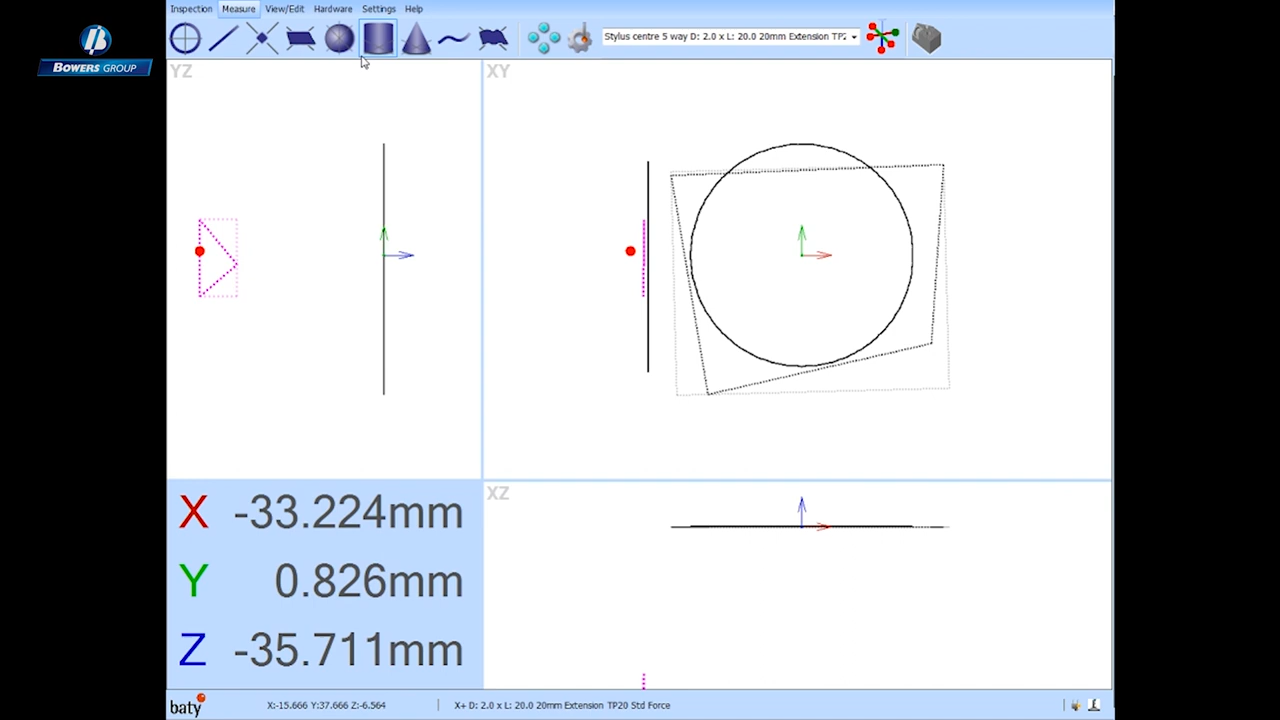 BOWERS GROUP
Inspection Measure View/Edit Hardware Settings Help
Stylus centre 5 way D: 2.0 x L: 20.0 20mm Extension TP2
YZ
XY
X -33.224mm
Y 0.826mm
Z -35.711mm
XZ
baty
X:-15.666 Y:37.666 Z:-6.564
X+ D: 2.0 x L: 20.0 20mm Extension TP20 Std Force